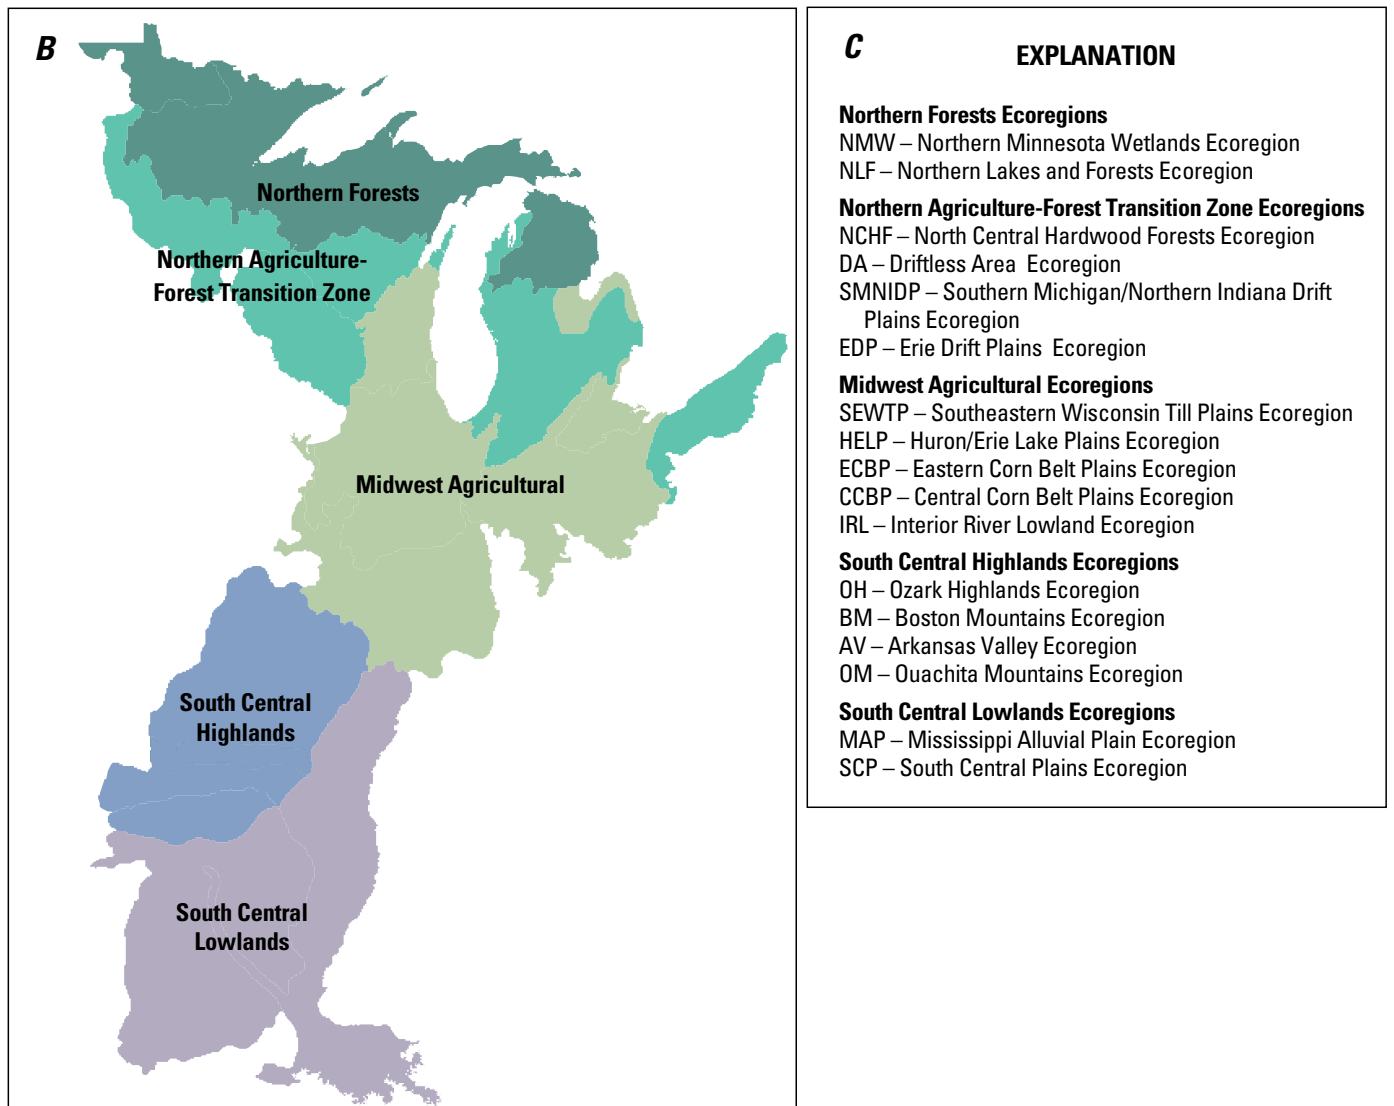 B
Northern Forests
Northern Agriculture-
Forest Transition Zone
Midwest Agricultural
South Central
Highlands
South Central
Lowlands
C
EXPLANATION
Northern Forests Ecoregions
NMW – Northern Minnesota Wetlands Ecoregion
NLF – Northern Lakes and Forests Ecoregion
Northern Agriculture-Forest Transition Zone Ecoregions
NCHF – North Central Hardwood Forests Ecoregion
DA – Driftless Area Ecoregion
SMNIDP – Southern Michigan/Northern Indiana Drift
Plains Ecoregion
EDP – Erie Drift Plains Ecoregion
Midwest Agricultural Ecoregions
SEWTP – Southeastern Wisconsin Till Plains Ecoregion
HELP – Huron/Erie Lake Plains Ecoregion
ECBP – Eastern Corn Belt Plains Ecoregion
CCBP – Central Corn Belt Plains Ecoregion
IRL – Interior River Lowland Ecoregion
South Central Highlands Ecoregions
OH – Ozark Highlands Ecoregion
BM – Boston Mountains Ecoregion
AV – Arkansas Valley Ecoregion
OM – Ouachita Mountains Ecoregion
South Central Lowlands Ecoregions
MAP – Mississippi Alluvial Plain Ecoregion
SCP – South Central Plains Ecoregion